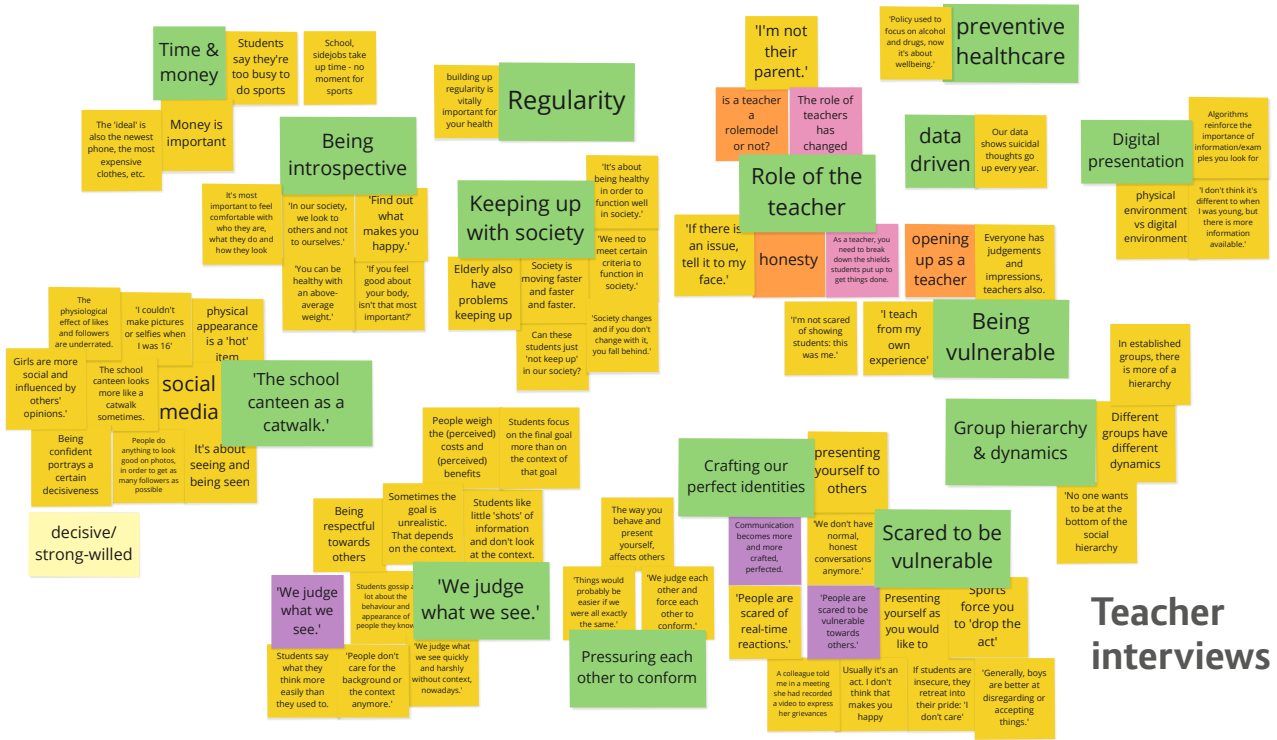 Time &
money
Students
say they're
too busy to
do sports
School,
sidejobs take
up time - no
moment for
sports
The 'ideal' is
also the newest
phone, the most
expensive
clothes, etc.
Money is
important
building up
regularity is
vitally
important for
your health
Regularity
'I'm not
their
parent.'
is a teacher
a
rolemodel
or not?
The role of
teachers
has
changed
Role of the
teacher
'If there is
an issue,
tell it to my
face.'
honesty
As a teacher, you
need to break
down the shields
students put up to
get things done.
'Policy used to
focus on alcohol
and drugs, now
it's about
wellbeing.'
preventive
healthcare
data
driven
Our data
shows suicidal
thoughts go
up every year.
Digital
presentation
Algorithms
reinforce the
importance of
information/exam
ples you look for
physical
environment
vs digital
environment
'I don't think it's
different to when
I was young, but
there is more
information
available.'
Being
introspective
It's most
important to feel
comfortable with
who they are,
what they do and
how they look
'In our society,
we look to
others and not
to ourselves.'
'Find out
what
makes you
happy.'
'You can be
healthy with
an above-
average
weight.'
'If you feel
good about
your body,
isn't that most
important?'
Keeping up
with society
'It's about
being healthy
in order to
function well
in society.'
'We need to
meet certain
criteria to
function in
society.'
Elderly also
have
problems
keeping up
Society is
moving faster
and faster
and faster.
Can these
students just
'not keep up'
in our society?
'Society changes
and if you don't
change with it,
you fall behind.'
opening
up as a
teacher
Everyone has
judgements
and
impressions,
teachers also.
'I'm not scared
of showing
students: this
was me.'
'I teach
from my
own
experience'
Being
vulnerable
The
physiological
effect of likes
and followers
are underrated.
'I couldn't
make pictures
or selfies when
I was 16'
physical
appearance
is a 'hot'
item
Girls are more
social and
influenced by
others'
opinions.'
The school
canteen looks
more like a
catwalk
sometimes.
social
media
'The school
canteen as a
catwalk.'
Being
confident
portrays a
certain
decisiveness
People do
anything to look
good on photos,
in order to get as
many followers as
possible
It's about
seeing and
being seen
decisive/
strong-willed
In established
groups, there
is more of a
hierarchy
Group hierarchy
& dynamics
Different
groups have
different
dynamics
'No one wants
to be at the
bottom of the
social
hierarchy
People weigh
the (perceived)
costs and
(perceived)
benefits
Students focus
on the final goal
more than on
the context of
that goal
Being
respectful
towards
others
Sometimes the
goal is
unrealistic.
That depends
on the context.
Students like
little 'shots' of
information
and don't look
at the context.
'We judge
what we
see.'
Students gossip a
lot about the
behaviour and
appearance of
people they know
'We judge
what we see.'
Students say
what they
think more
easily than
they used to.
'People don't
care for the
background or
the context
anymore.'
'We judge what
we see quickly
and harshly
without context,
nowadays.'
The way you
behave and
present
yourself,
affects others
'Things would
probably be
easier if we
were all exactly
the same.'
'We judge each
other and
force each
other to
conform.'
Pressuring each
other to conform
Crafting our
perfect identities
presenting
yourself to
others
Communication
becomes more
and more
crafted,
perfected.
'We don't have
normal,
honest
conversations
anymore.'
Scared to be
vulnerable
'People are
scared of
real-time
reactions.'
'People are
scared to be
vulnerable
towards
others.'
Presenting
yourself as
you would
like to
Sports
force you
to 'drop the
act'
A colleague told
me in a meeting
she had recorded
a video to express
her grievances
Usually it's an
act. I don't
think that
makes you
happy
If students are
insecure, they
retreat into
their pride: 'I
don't care'
'Generally, boys
are better at
disregarding or
accepting
things.'
Teacher
interviews